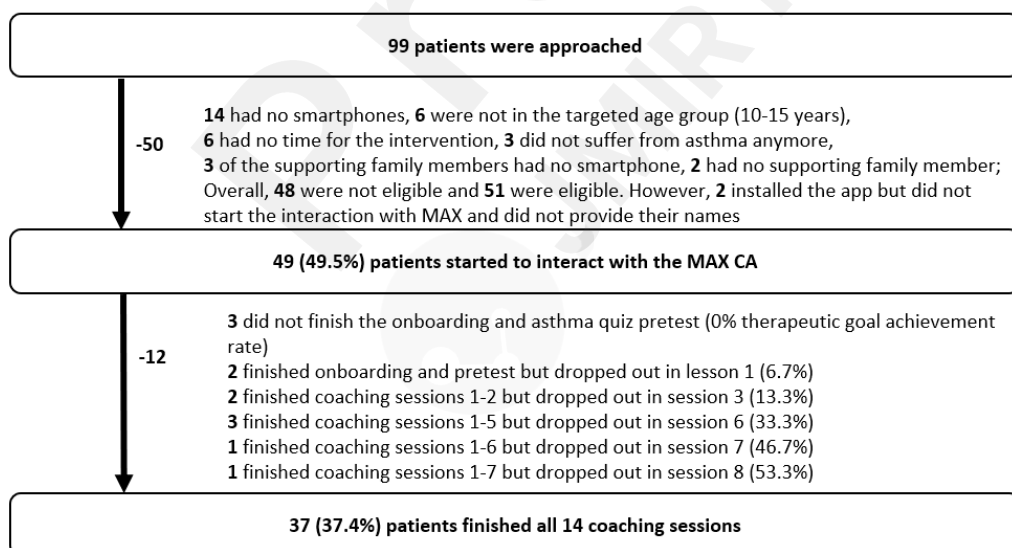 99 patients were approached
-50
14 had no smartphones, 6 were not in the targeted age group (10-15 years),
6 had no time for the intervention, 3 did not suffer from asthma anymore,
3 of the supporting family members had no smartphone, 2 had no supporting family member;
Overall, 48 were not eligible and 51 were eligible. However, 2 installed the app but did not
start the interaction with MAX and did not provide their names
49 (49.5%) patients started to interact with the MAX CA
-12
3 did not finish the onboarding and asthma quiz pretest (0% therapeutic goal achievement
rate)
2 finished onboarding and pretest but dropped out in lesson 1 (6.7%)
2 finished coaching sessions 1-2 but dropped out in session 3 (13.3%)
3 finished coaching sessions 1-5 but dropped out in session 6 (33.3%)
1 finished coaching sessions 1-6 but dropped out in session 7 (46.7%)
1 finished coaching sessions 1-7 but dropped out in session 8 (53.3%)
37 (37.4%) patients finished all 14 coaching sessions